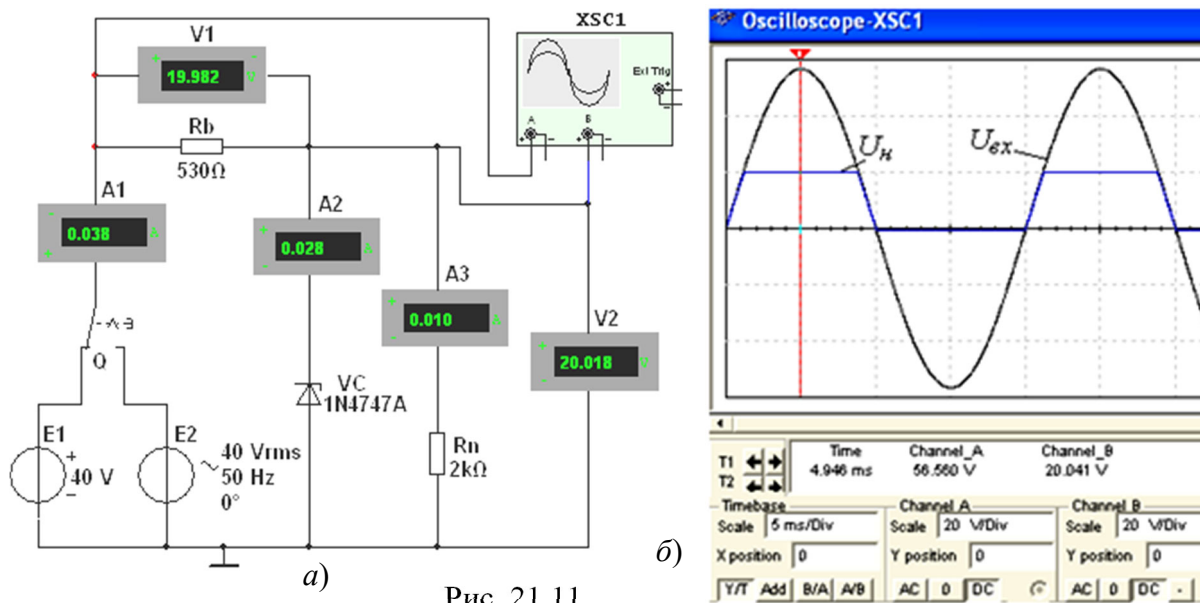 XSC1
V1
19.982 V
Ext Trig
A B
Rb
530Ω
A1
0.038 A
A2
0.028 A
A3
0.010 A
V2
20.018 V
Q
VC
1N4747A
E1
40 V
E2
40 Vrms
50 Hz
0°
Rn
2kΩ
а)
Рис. 21.11
б)
Oscilloscope-XSC1
Uн
Uвх
Time Channel_A Channel_B
T1 4.946 ms 56.560 V 20.041 V
T2
Timebase Channel A Channel B
Scale 5 ms/Div Scale 20 V/Div Scale 20 V/Div
X position 0 Y position 0 Y position 0
Y/T Add B/A A/B AC 0 DC AC 0 DC -